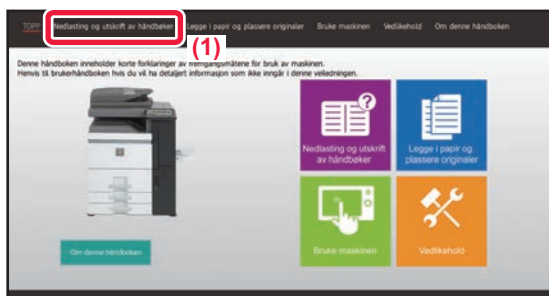 TOPP Nedlasting og utskrift av håndbøker Legge i papir og plassere originaler Bruke maskinen Vedlikehold Om denne håndboken
(1)
Denne håndboken inneholder korte forklaringer av fremgangsmåtene for bruk av maskinen.
Henvis til brukerhåndboken hvis du vil ha detaljert informasjon som ikke inngår i denne veiledningen.
Nedlasting og utskrift
av håndbøker
Legge i papir og
plassere originaler
Bruke maskinen
Vedlikehold
Om denne håndboken